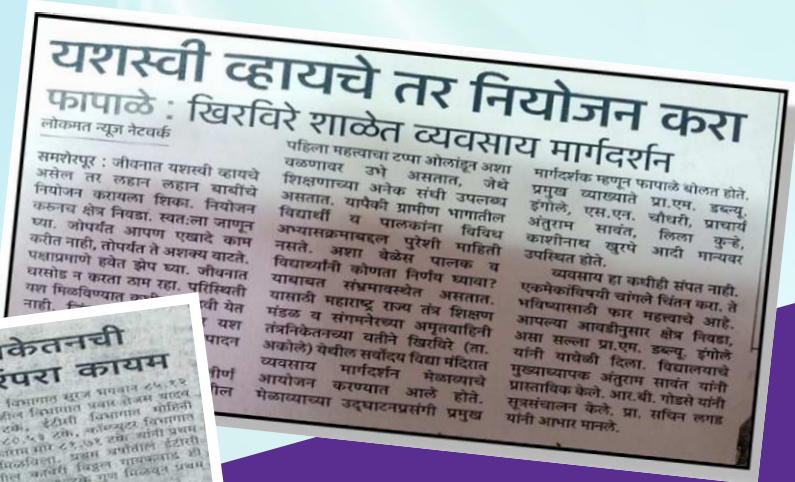 यशस्वी व्हायचे तर नियोजन करा
फापाळे : खिरविरे शाळेत व्यवसाय मार्गदर्शन
लोकमत न्यूज नेटवर्क
समशेरपूर : जीवनात यशस्वी व्हायचे
असेल तर लहान लहान बाबींचे
नियोजन करायला शिका. नियोजन
करूनच क्षेत्र निवडा. स्वत:ला जाणून
घ्या. जोपर्यंत आपण एखादे काम
करीत नाही, तोपर्यंत ते अशक्य वाटते.
पक्षाप्रमाणे हवेत झेप घ्या. जीवनात
धरसोड न करता ठाम रहा. परिस्थिती
यश मिळविण्यात
नाही.
यश
पहिला महत्वाचा टप्पा ओलांडून अशा
वळणावर उभे असतात, जेथे
शिक्षणाच्या अनेक संधी उपलब्ध
असतात. यापैकी ग्रामीण भागातील
विद्यार्थी व पालकांना विविध
अभ्यासक्रमाबद्दल पुरेशी माहिती
नसते. अशा वेळेस पालक व
विद्यार्थ्यांनी कोणता निर्णय घ्यावा?
याबाबत संभ्रमावस्थेत असतात.
यासाठी महाराष्ट्र राज्य तंत्र शिक्षण
मंडळ व संगमनेरच्या अमृतवाहिनी
तंत्रनिकेतनच्या वतीने खिरविरे (ता.
अकोले) येथील सर्वोदय विद्या मंदिरात
व्यवसाय मार्गदर्शन मेळाव्याचे
आयोजन करण्यात आले होते.
मेळाव्याच्या उद्घाटनप्रसंगी प्रमुख
मार्गदर्शक म्हणून फापाळे बोलत होते.
प्रमुख व्याख्याते प्रा.एम. डब्ल्यू.
इंगोले, एस.एन. चौधरी, प्राचार्य
अंतुराम सावंत, लिला कुऱ्हे,
काशीनाथ खुरपे आदी मान्यवर
उपस्थित होते.
व्यवसाय हा कधीही संपत नाही.
एकमेकांविषयी चांगले चिंतन करा. ते
भविष्यासाठी फार महत्वाचे आहे.
आपल्या आवडीनुसार क्षेत्र निवडा,
असा सल्ला प्रा.एम. डब्ल्यू. इंगोले
यांनी यावेळी दिला. विद्यालयाचे
मुख्याध्यापक अंतुराम सावंत यांनी
प्रास्ताविक केले. आर.बी. गोडसे यांनी
सूत्रसंचालन केले. प्रा. सचिन लगड
यांनी आभार मानले.
केतनची
परंपरा कायम